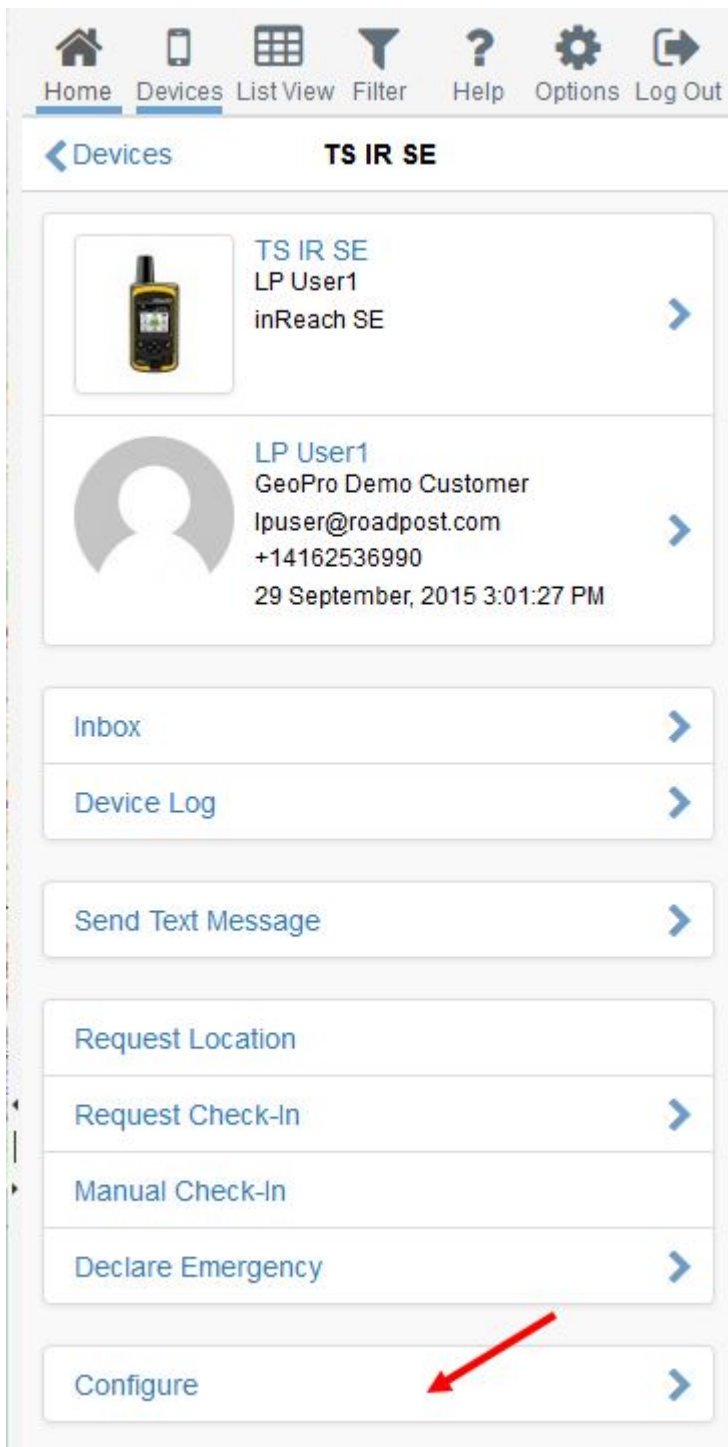 Home Devices List View Filter Help Options Log Out
Devices TS IR SE
TS IR SE
LP User1
inReach SE
LP User1
GeoPro Demo Customer
lpuser@roadpost.com
+14162536990
29 September, 2015 3:01:27 PM
Inbox
Device Log
Send Text Message
Request Location
Request Check-In
Manual Check-In
Declare Emergency
Configure